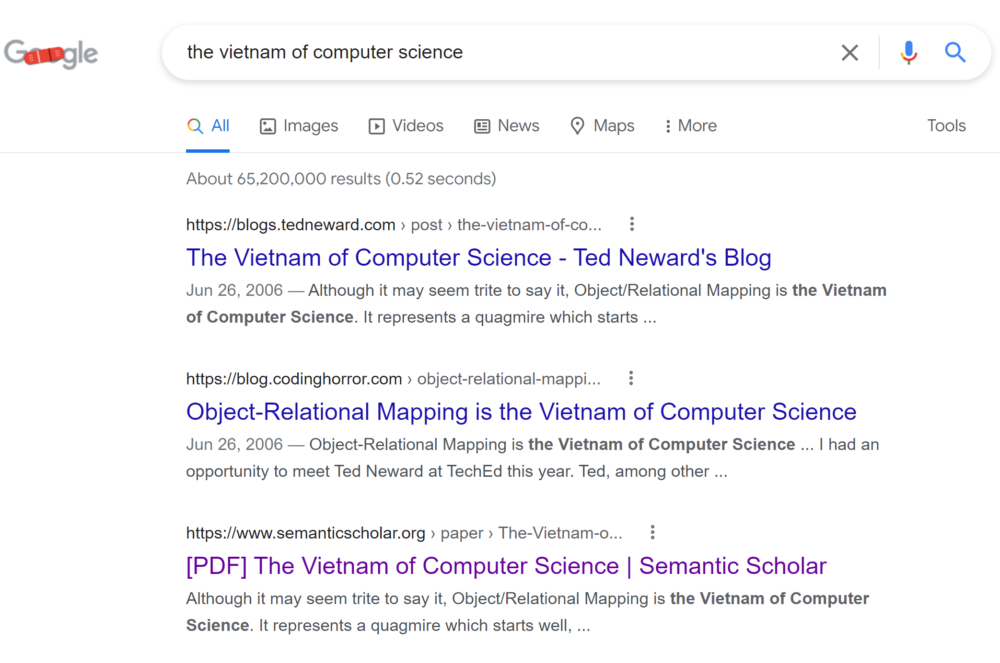 Google
the vietnam of computer science
All Images Videos News Maps More Tools
About 65,200,000 results (0.52 seconds)
https://blogs.tedneward.com › post › the-vietnam-of-co...
The Vietnam of Computer Science - Ted Neward's Blog
Jun 26, 2006 — Although it may seem trite to say it, Object/Relational Mapping is the Vietnam
of Computer Science. It represents a quagmire which starts ...
https://blog.codinghorror.com › object-relational-mappi...
Object-Relational Mapping is the Vietnam of Computer Science
Jun 26, 2006 — Object-Relational Mapping is the Vietnam of Computer Science ... I had an
opportunity to meet Ted Neward at TechEd this year. Ted, among other ...
https://www.semanticscholar.org › paper › The-Vietnam-o...
[PDF] The Vietnam of Computer Science | Semantic Scholar
Although it may seem trite to say it, Object/Relational Mapping is the Vietnam of Computer
Science. It represents a quagmire which starts well, ...